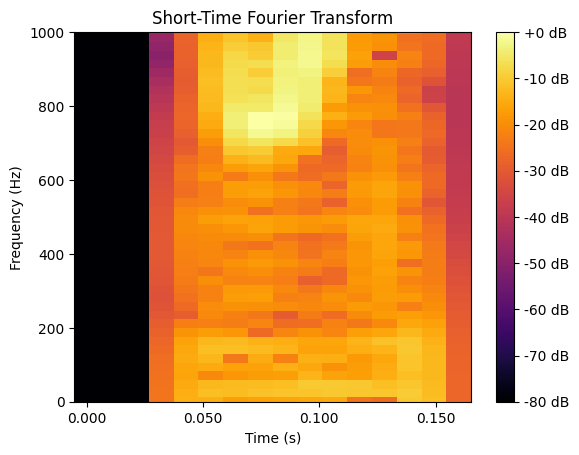 Short-Time Fourier Transform
1000
800
600
400
200
0
Frequency (Hz)
0.000
0.050
0.100
0.150
Time (s)
+0 dB
-10 dB
-20 dB
-30 dB
-40 dB
-50 dB
-60 dB
-70 dB
-80 dB